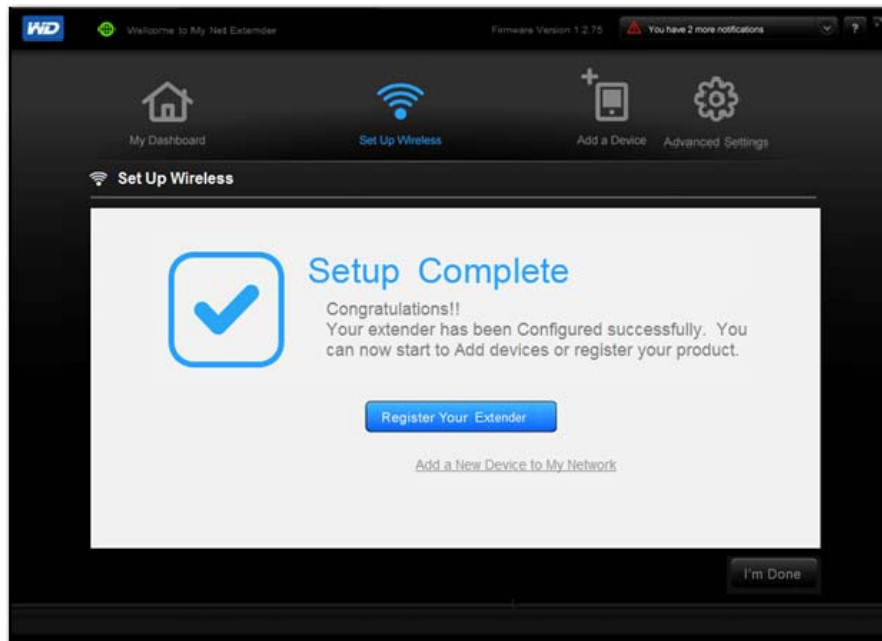 WD
Welcome to My Net Extender
Firmware Version 1.2.75
You have 2 more notifications
?
My Dashboard
Set Up Wireless
Add a Device
Advanced Settings
Set Up Wireless
Setup Complete
Congratulations!!
Your extender has been Configured successfully. You
can now start to Add devices or register your product.
Register Your Extender
Add a New Device to My Network
I'm Done